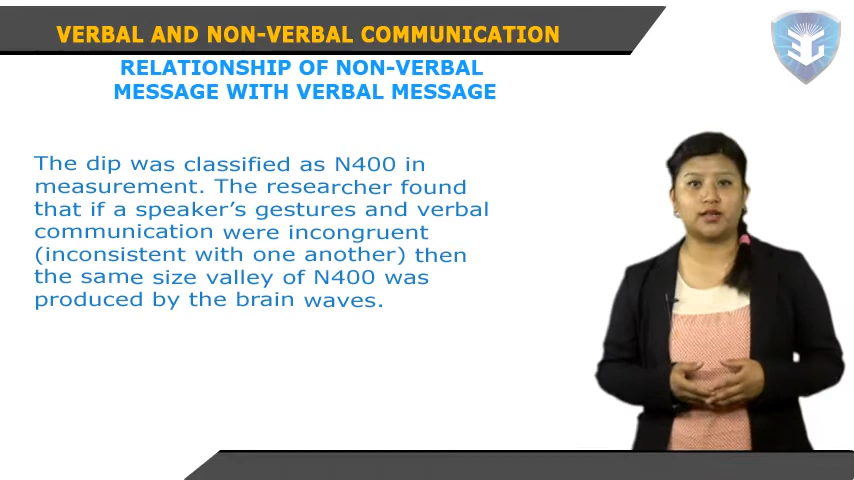 VERBAL AND NON-VERBAL COMMUNICATION
RELATIONSHIP OF NON-VERBAL
MESSAGE WITH VERBAL MESSAGE
The dip was classified as N400 in
measurement. The researcher found
that if a speaker’s gestures and verbal
communication were incongruent
(inconsistent with one another) then
the same size valley of N400 was
produced by the brain waves.